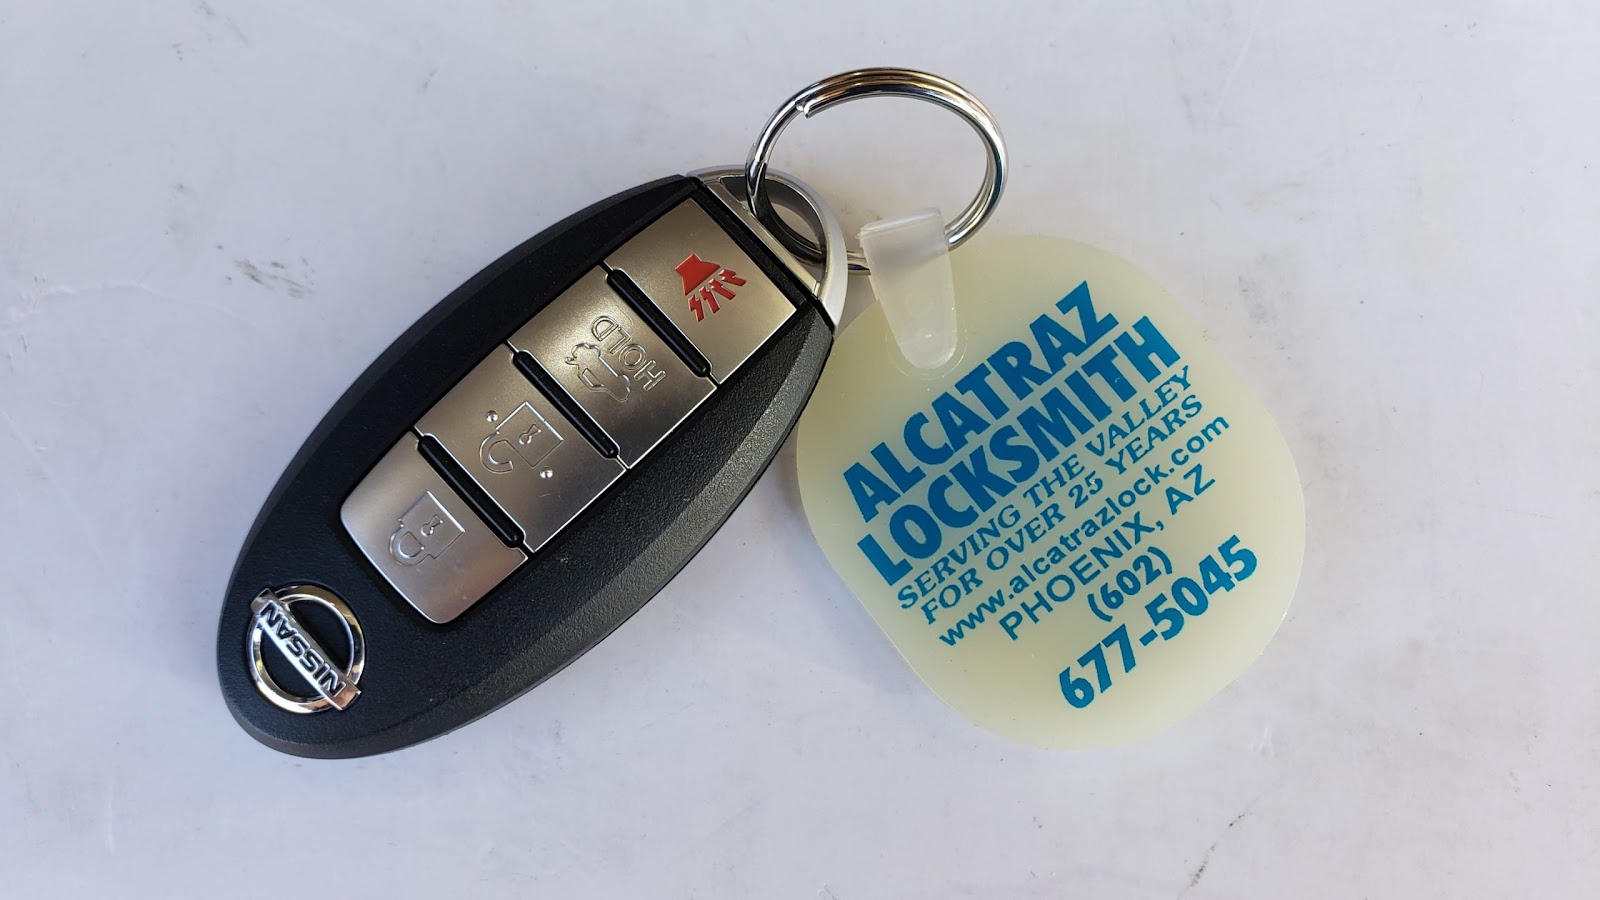 HOLD
NISSAN
ALCATRAZ
LOCKSMITH
SERVING THE VALLEY
FOR OVER 25 YEARS
www.alcatrazlock.com
PHOENIX, AZ
(602)
677-5045